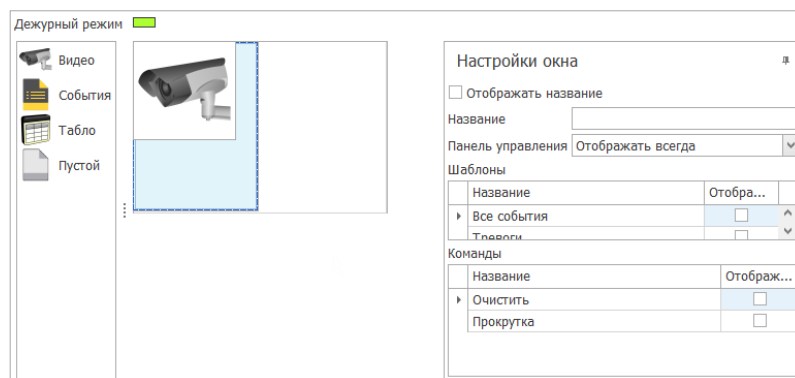 Дежурный режим
Видео
События
Табло
Пустой
Настройки окна
Отображать название
Название
Панель управления Отображать всегда
Шаблоны
Название Отобра...
Все события
Тревоги
Команды
Название Отображ...
Очистить
Прокрутка